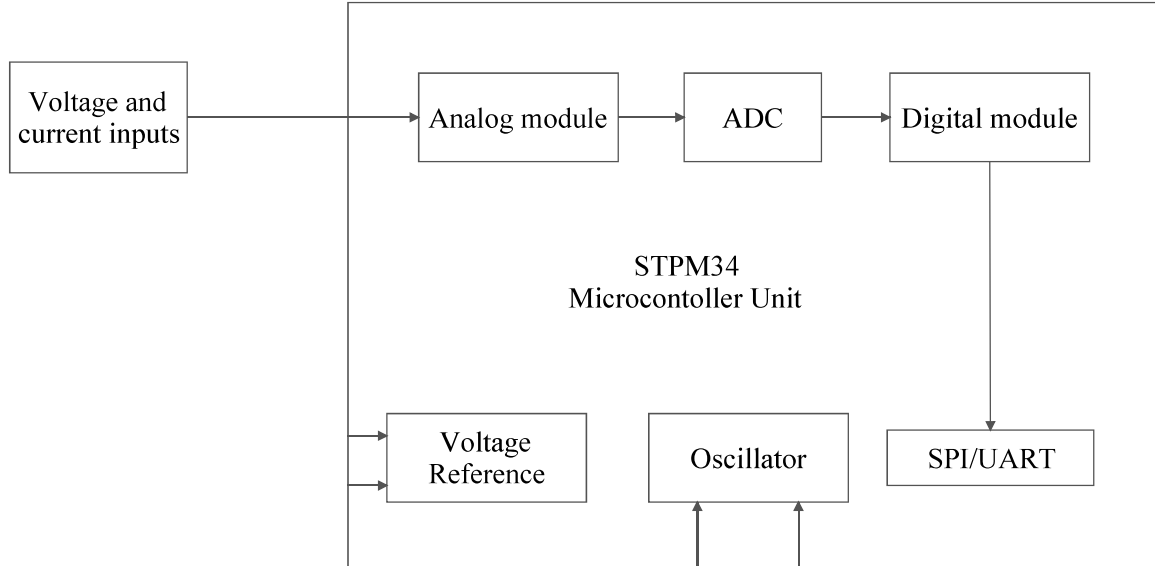 Voltage and
current inputs
Analog module
ADC
Digital module
STPM34
Microcontoller Unit
Voltage
Reference
Oscillator
SPI/UART